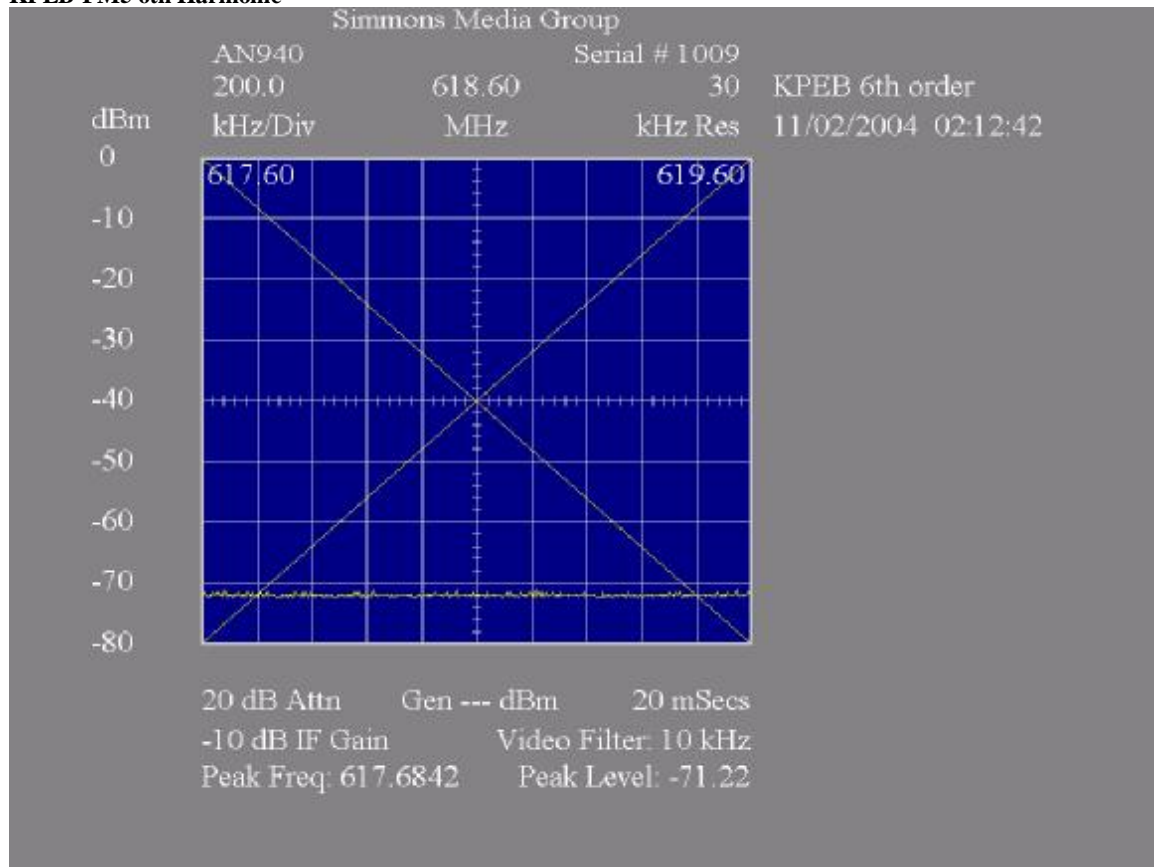 Simmons Media Group
AN940 Serial # 1009
200.0 618.60 30 KPEB 6th order
dBm kHz/Div MHz kHz Res 11/02/2004 02:12:42
0
617.60 619.60
-10
-20
-30
-40
-50
-60
-70
-80
20 dB Attn Gen --- dBm 20 mSecs
-10 dB IF Gain Video Filter: 10 kHz
Peak Freq: 617.6842 Peak Level: -71.22